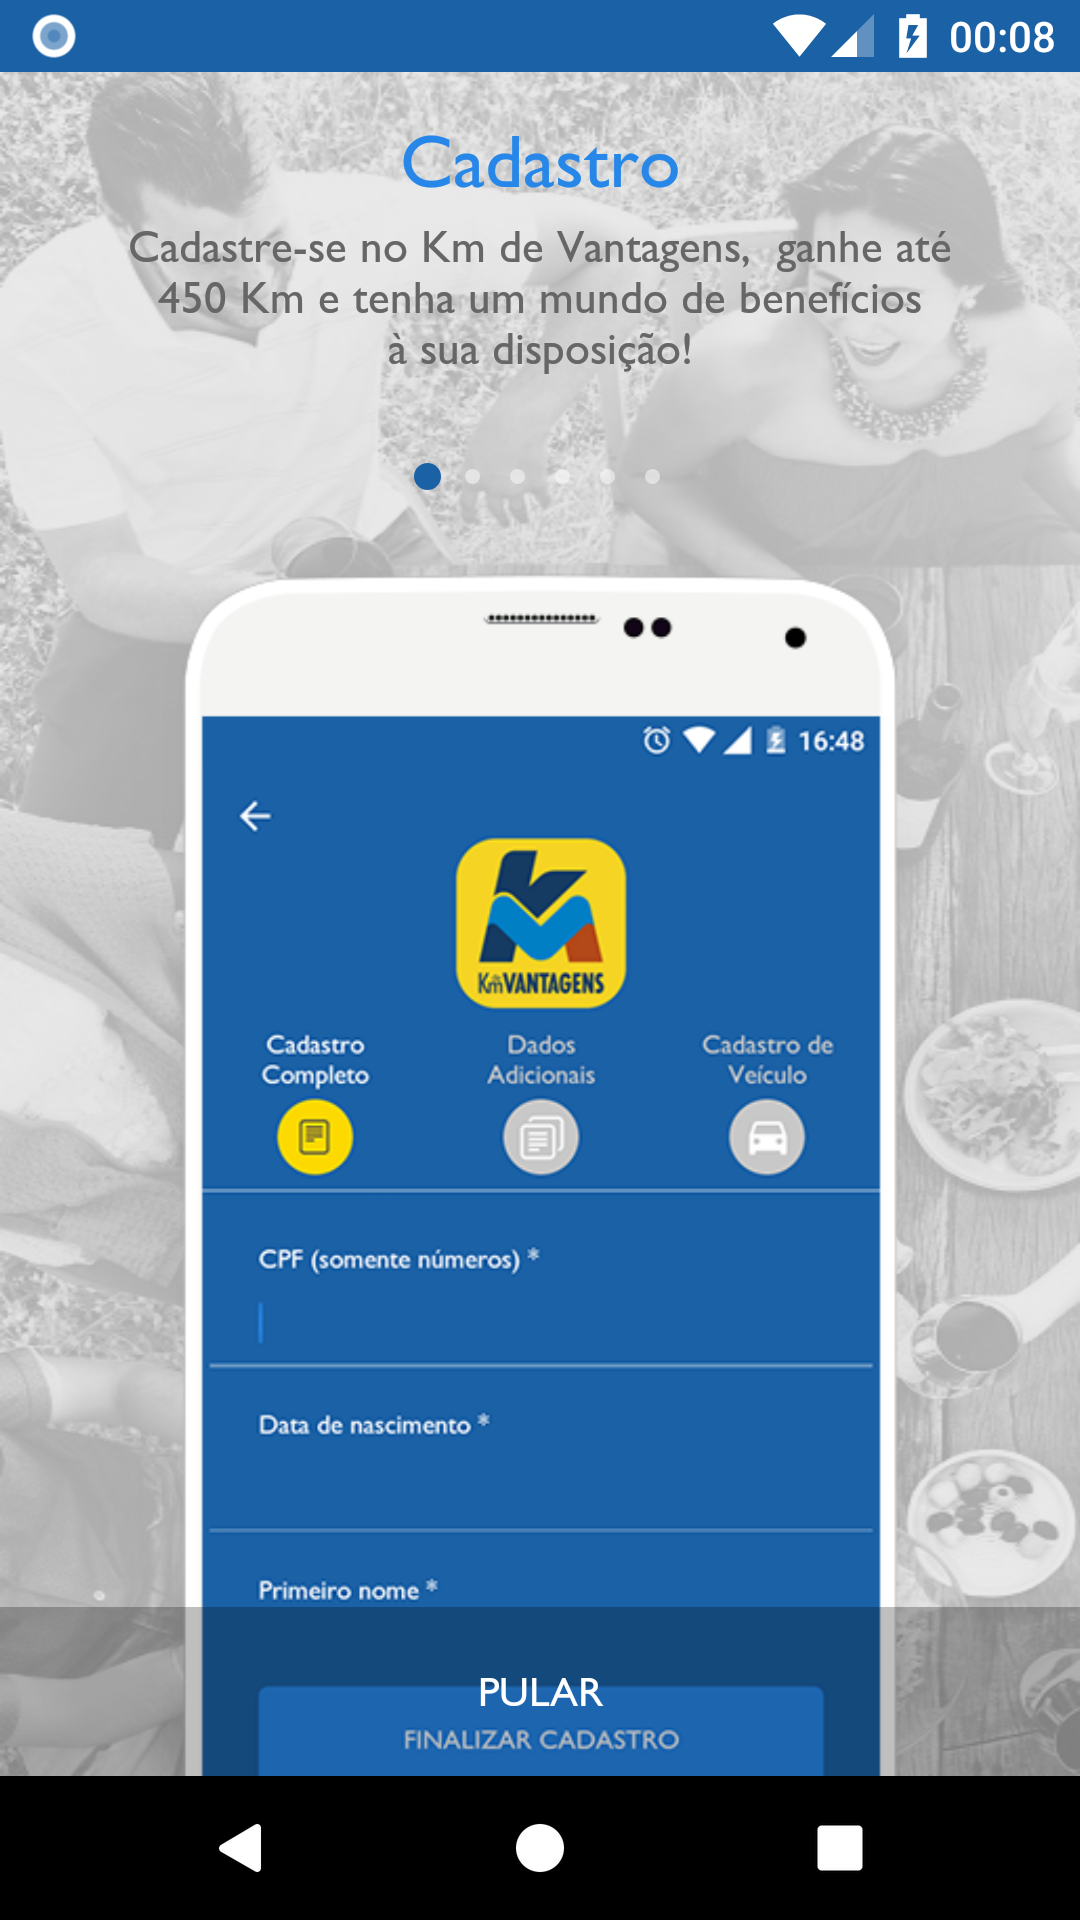 00:08
Cadastro
Cadastre-se no Km de Vantagens,  ganhe até
450 Km e tenha um mundo de benefícios
à sua disposição!
16:48
Km de VANTAGENS
Cadastro
Completo
Dados
Adicionais
Cadastro de
Veículo
CPF (somente números) *
Data de nascimento *
Primeiro nome *
PULAR
FINALIZAR CADASTRO